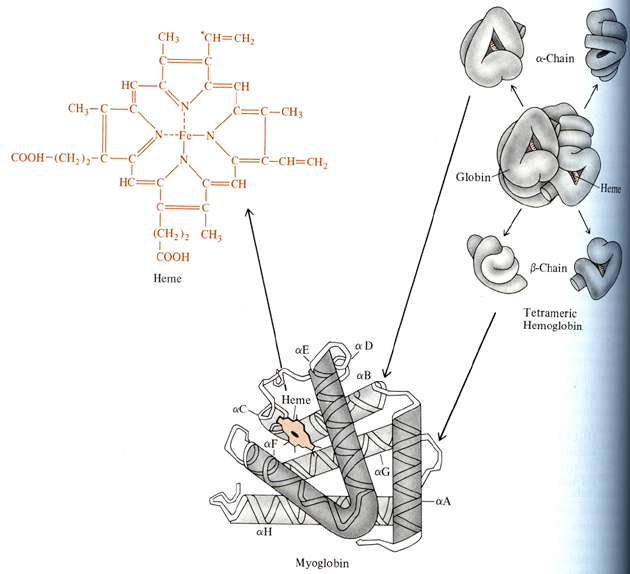 CH₃ *CH=CH₂
C C
HC C C CH
N
CH₃-C C C C-CH₃
N---Fe-N
COOH-(CH₂)₂-C C C C-CH=CH₂
N
HC C C CH
C C
(CH₂)₂ CH₃
COOH
Heme
α-Chain
Globin
Heme
β-Chain
Tetrameric
Hemoglobin
αE
α D
αB
Heme
αC
αF
αG
αA
αH
Myoglobin